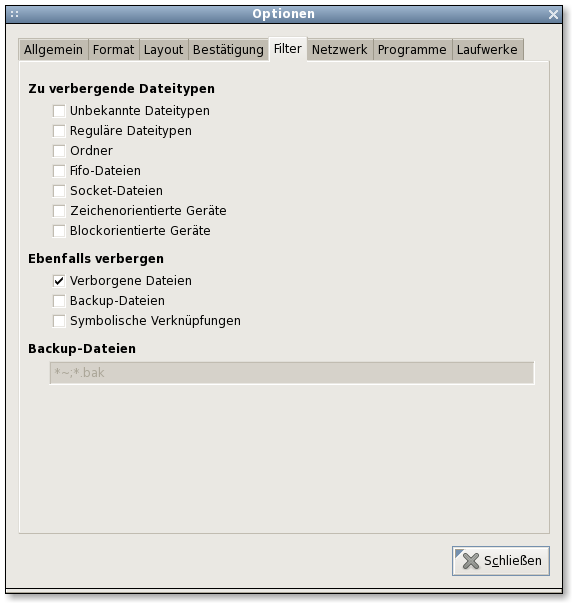 Optionen
Allgemein Format Layout Bestätigung Filter Netzwerk Programme Laufwerke
Zu verbergende Dateitypen
Unbekannte Dateitypen
Reguläre Dateitypen
Ordner
Fifo-Dateien
Socket-Dateien
Zeichenorientierte Geräte
Blockorientierte Geräte
Ebenfalls verbergen
Verborgene Dateien
Backup-Dateien
Symbolische Verknüpfungen
Backup-Dateien
*~;*.bak
Schließen